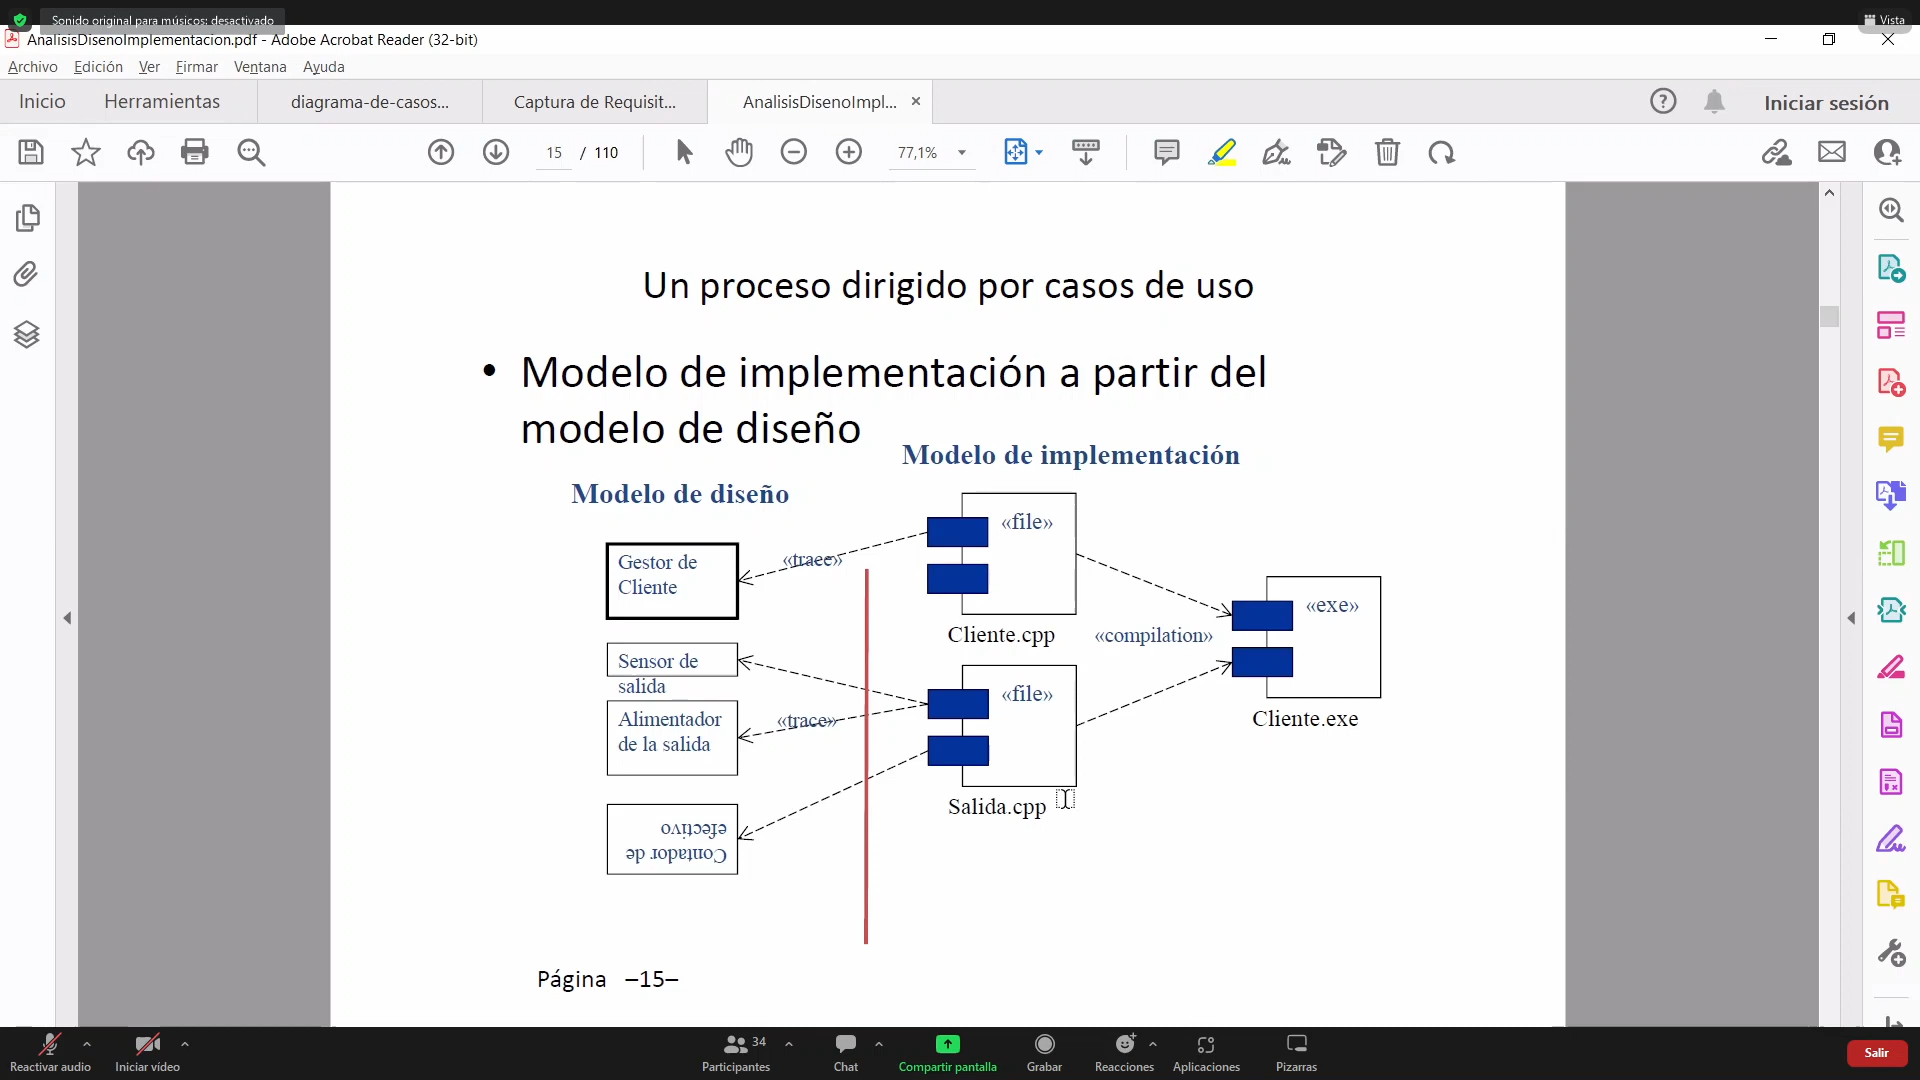 Sonido original para músicos: desactivado
Vista
AnalisisDisenoImplementacion.pdf - Adobe Acrobat Reader (32-bit)
Archivo Edición Ver Firmar Ventana Ayuda
Inicio Herramientas diagrama-de-casos... Captura de Requisit... AnalisisDisenoImpl... Iniciar sesión
15 / 110 77,1%
Un proceso dirigido por casos de uso
• Modelo de implementación a partir del
modelo de diseño
Modelo de implementación
Modelo de diseño
«file»
Gestor de
Cliente
«trace»
«exe»
Cliente.cpp
«compilation»
Sensor de
salida
«file»
Alimentador
de la salida
«trace»
Cliente.exe
Salida.cpp
Contador de
efectivo
Página –15–
Reactivar audio
Iniciar vídeo
34
Participantes
Chat
Compartir pantalla
Grabar
Reacciones
Aplicaciones
Pizarras
Salir